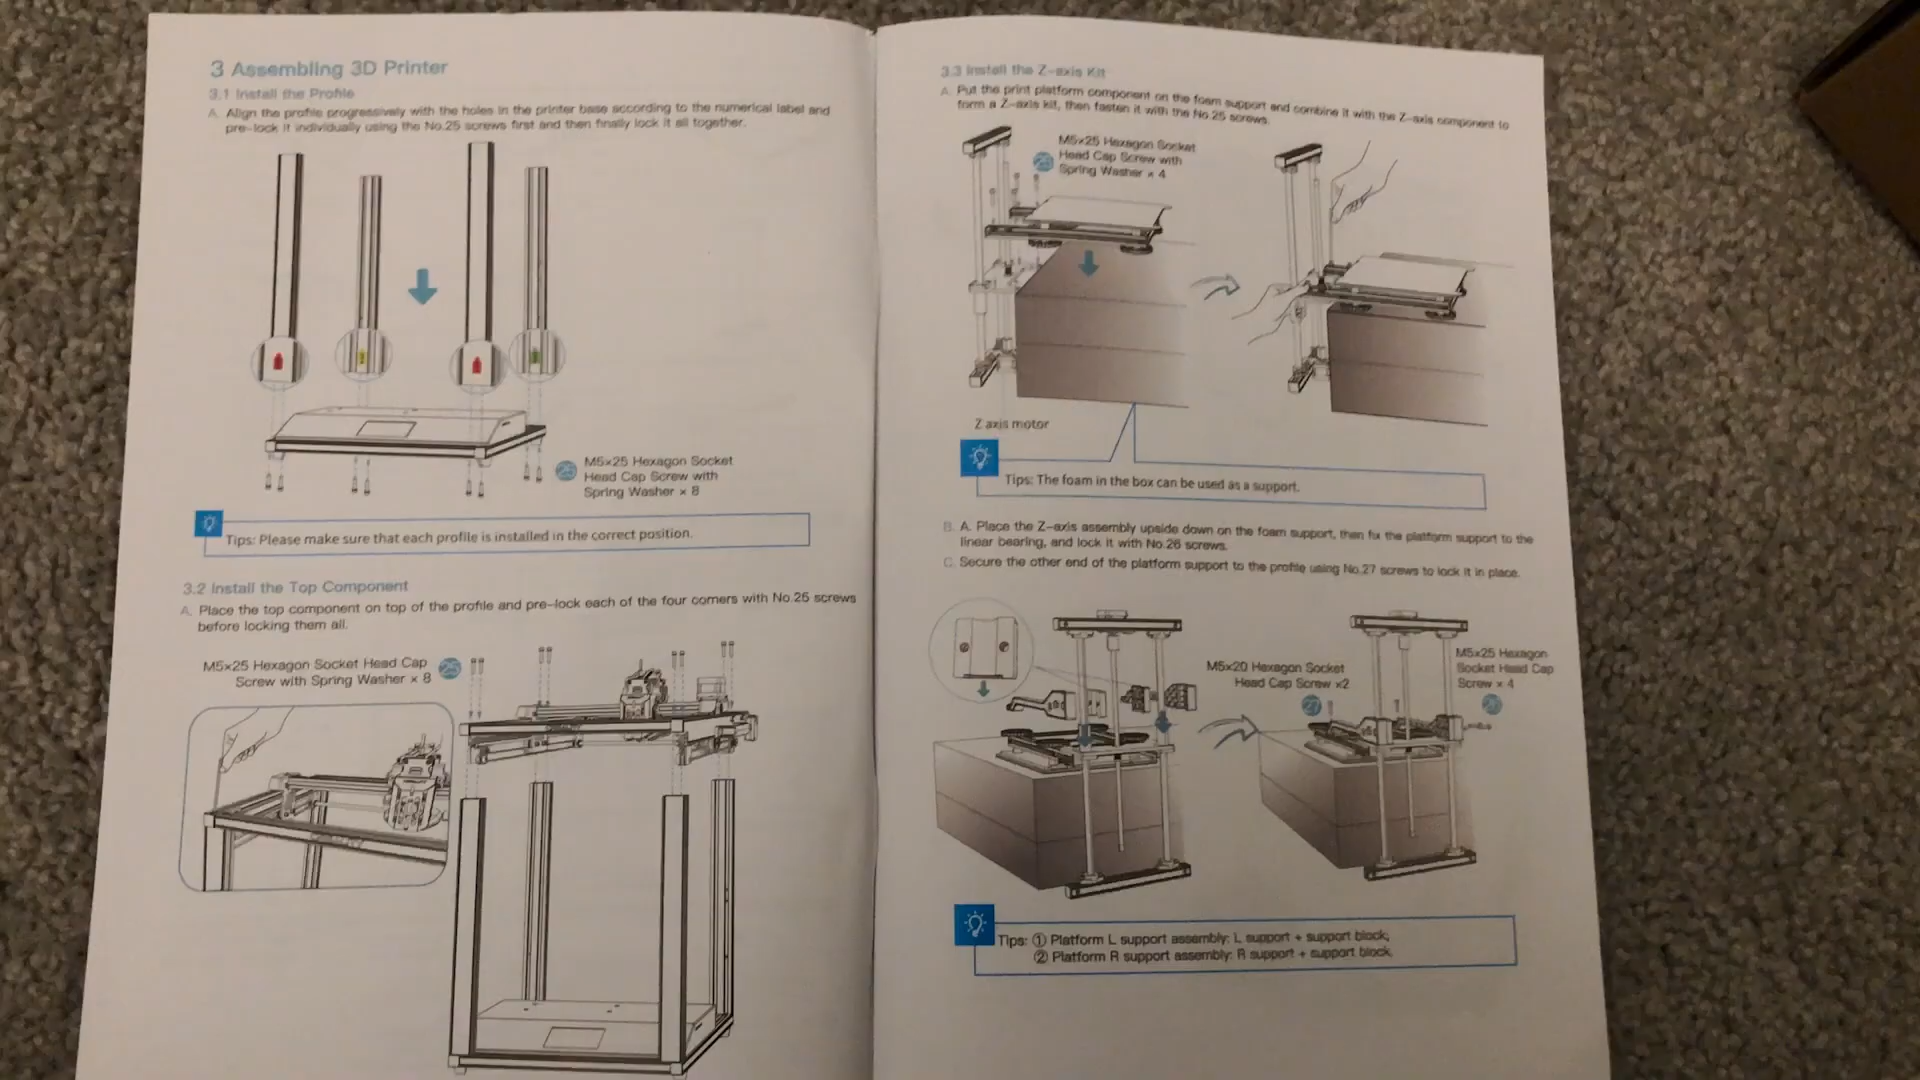 3 Assembling 3D Printer
3.1 Install the Profile
A. Align the profile progressively with the holes in the printer base according to the numerical label and
pre-lock it individually using the No.25 screws first and then finally lock it all together.
25
M5×25 Hexagon Socket
Head Cap Screw with
Spring Washer × 8
Tips: Please make sure that each profile is installed in the correct position.
3.2 Install the Top Component
A. Place the top component on top of the profile and pre-lock each of the four corners with No.25 screws
before locking them all.
M5×25 Hexagon Socket Head Cap
Screw with Spring Washer × 8
25
3.3 Install the Z-axis Kit
A. Put the print platform component on the foam support and combine it with the Z-axis component to
form a Z-axis kit, then fasten it with the No.25 screws.
25
M5×25 Hexagon Socket
Head Cap Screw with
Spring Washer × 4
Z axis motor
Tips: The foam in the box can be used as a support.
B. A. Place the Z-axis assembly upside down on the foam support, then fix the platform support to the
linear bearing, and lock it with No.26 screws.
C. Secure the other end of the platform support to the profile using No.27 screws to lock it in place.
M5×20 Hexagon Socket
Head Cap Screw ×2
27
M5×25 Hexagon
Socket Head Cap
Screw × 4
26
Tips: ① Platform L support assembly: L support + support block;
② Platform R support assembly: R support + support block.